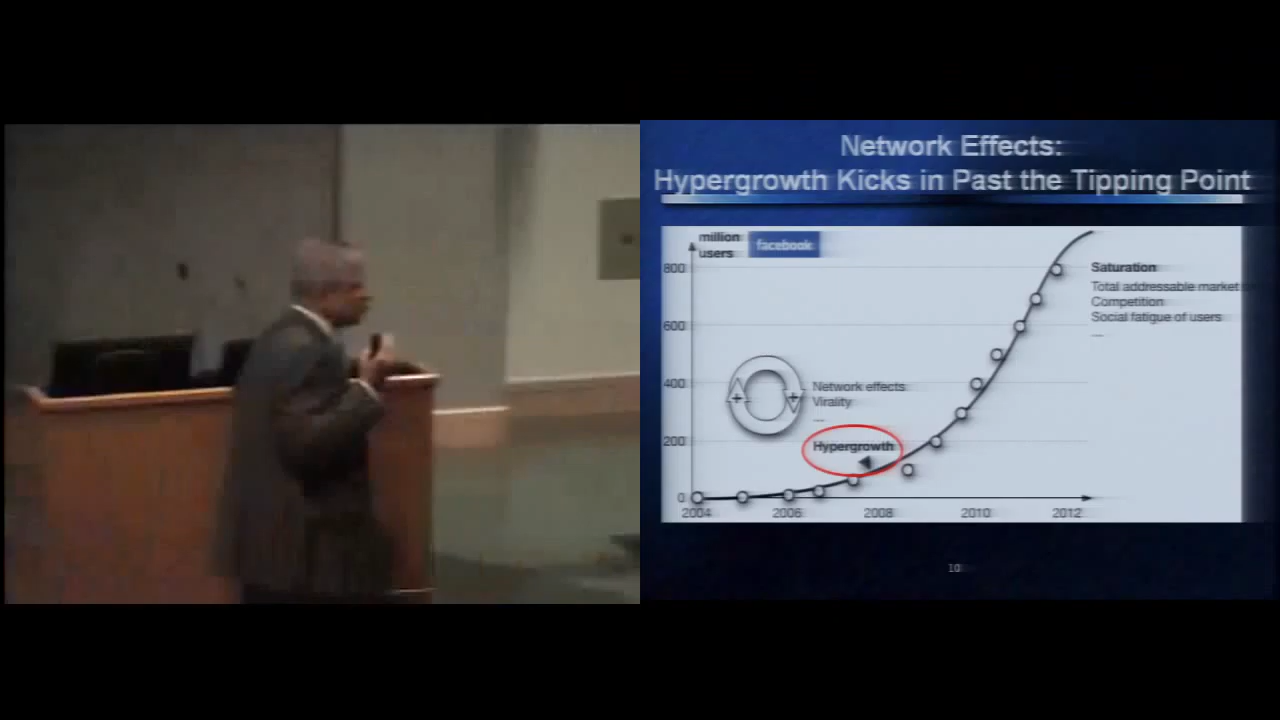 Network Effects:
Hypergrowth Kicks in Past the Tipping Point
million
users
facebook
800
600
400
200
0
Saturation
Total addressable market
Competition
Social fatigue of users
...
Network effects
Virality
...
Hypergrowth
+
+
2004
2006
2008
2010
2012
10